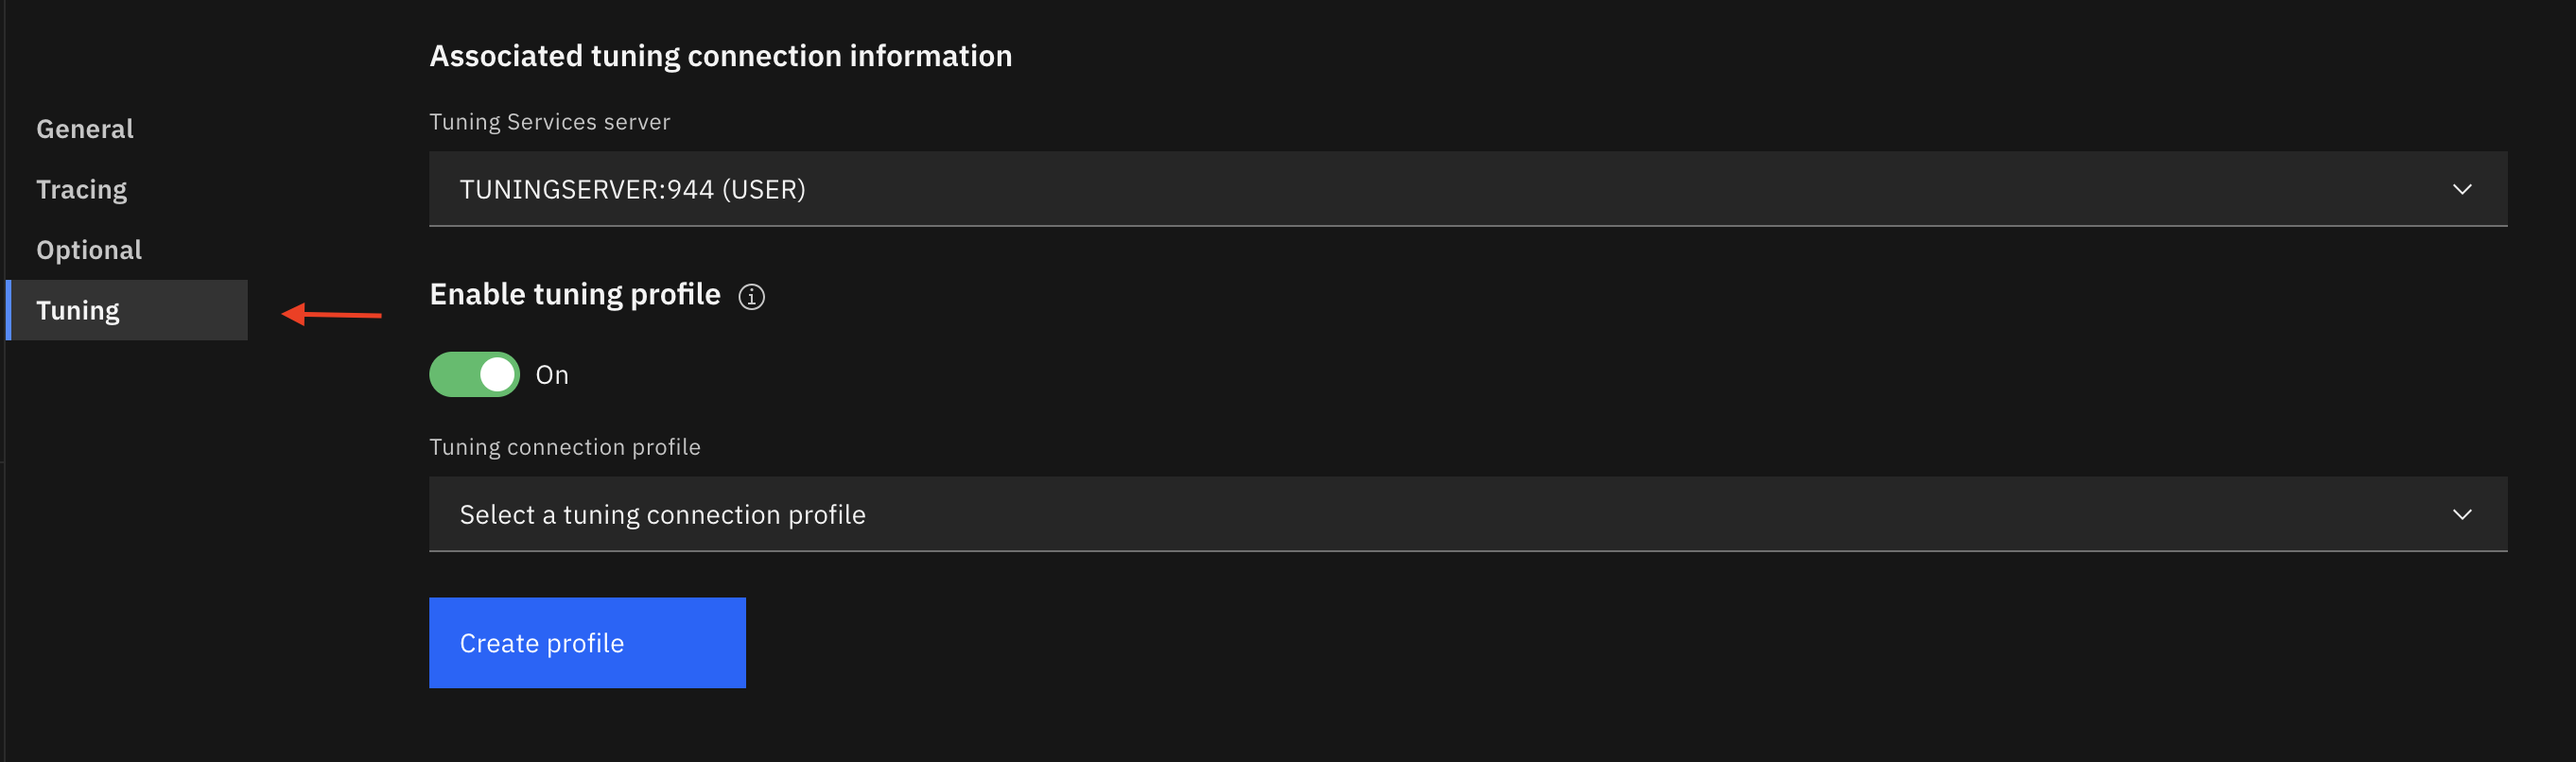 General
Tracing
Optional
Tuning
Associated tuning connection information
Tuning Services server
TUNINGSERVER:944 (USER)
Enable tuning profile
On
Tuning connection profile
Select a tuning connection profile
Create profile